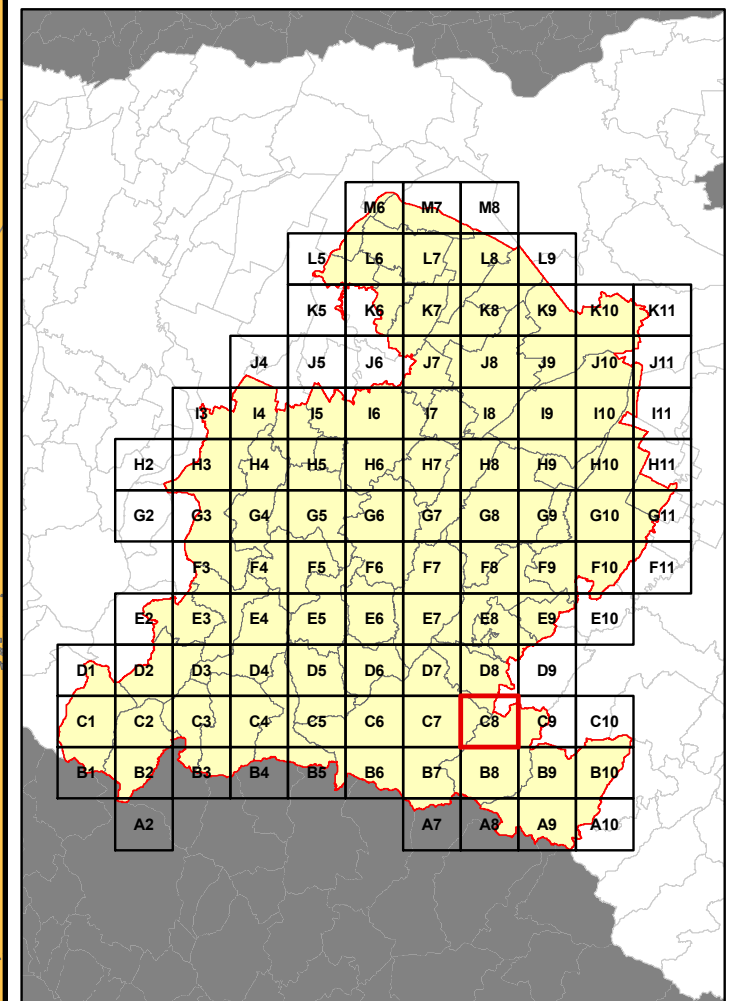 M6 M7 M8
L5 L6 L7 L8 L9
K5 K6 K7 K8 K9 K10 K11
J4 J5 J6 J7 J8 J9 J10 J11
I3 I4 I5 I6 I7 I8 I9 I10 I11
H2 H3 H4 H5 H6 H7 H8 H9 H10 H11
G2 G3 G4 G5 G6 G7 G8 G9 G10 G11
F3 F4 F5 F6 F7 F8 F9 F10 F11
E2 E3 E4 E5 E6 E7 E8 E9 E10
D1 D2 D3 D4 D5 D6 D7 D8 D9
C1 C2 C3 C4 C5 C6 C7 C8 C9 C10
B1 B2 B3 B4 B5 B6 B7 B8 B9 B10
A2 A7 A8 A9 A10